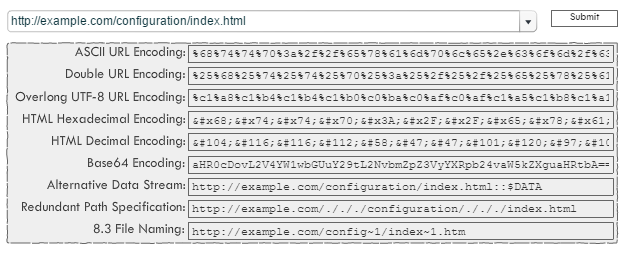 http://example.com/configuration/index.html Submit
ASCII URL Encoding: %68%74%74%70%3a%2f%2f%65%78%61%6d%70%6c%65%2e%63%6f%6d%2f%63
Double URL Encoding: %25%68%25%74%25%74%25%70%25%3a%25%2f%25%2f%25%65%25%78%25%61
Overlong UTF-8 URL Encoding: %c1%a8%c1%b4%c1%b4%c1%b0%c0%ba%c0%af%c0%af%c1%a5%c1%b8%c1%a1
HTML Hexadecimal Encoding: &#x68;&#x74;&#x74;&#x70;&#x3A;&#x2F;&#x2F;&#x65;&#x78;&#x61;
HTML Decimal Encoding: &#104;&#116;&#116;&#112;&#58;&#47;&#47;&#101;&#120;&#97;&#10
Base64 Encoding: aHR0cDovL2V4YW1wbGUuY29tL2NvbmZpZ3VyYXRpb24vaW5kZXguaHRtbA==
Alternative Data Stream: http://example.com/configuration/index.html::$DATA
Redundant Path Specification: http://example.com/././././configuration/././././index.html
8.3 File Naming: http://example.com/config~1/index~1.htm